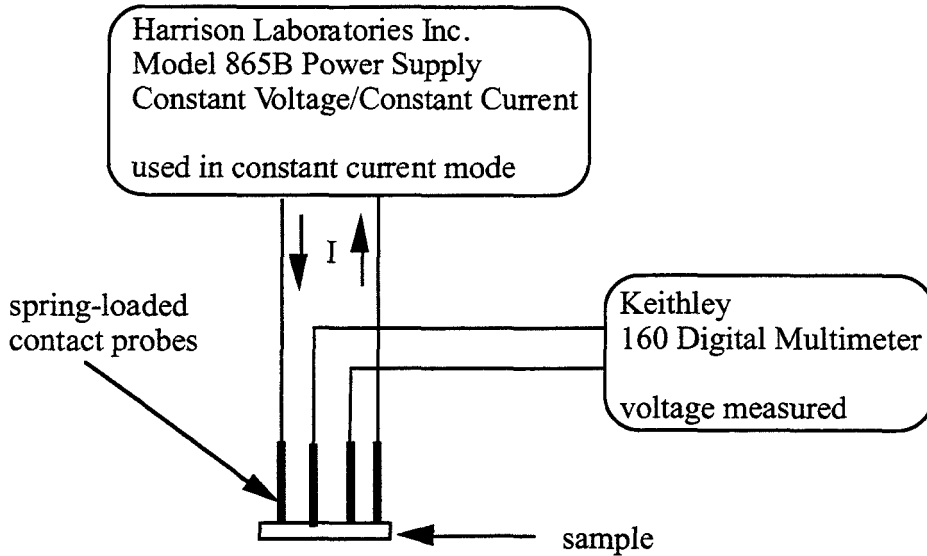 Harrison Laboratories Inc.
Model 865B Power Supply
Constant Voltage/Constant Current
used in constant current mode
I
spring-loaded
contact probes
Keithley
160 Digital Multimeter
voltage measured
sample